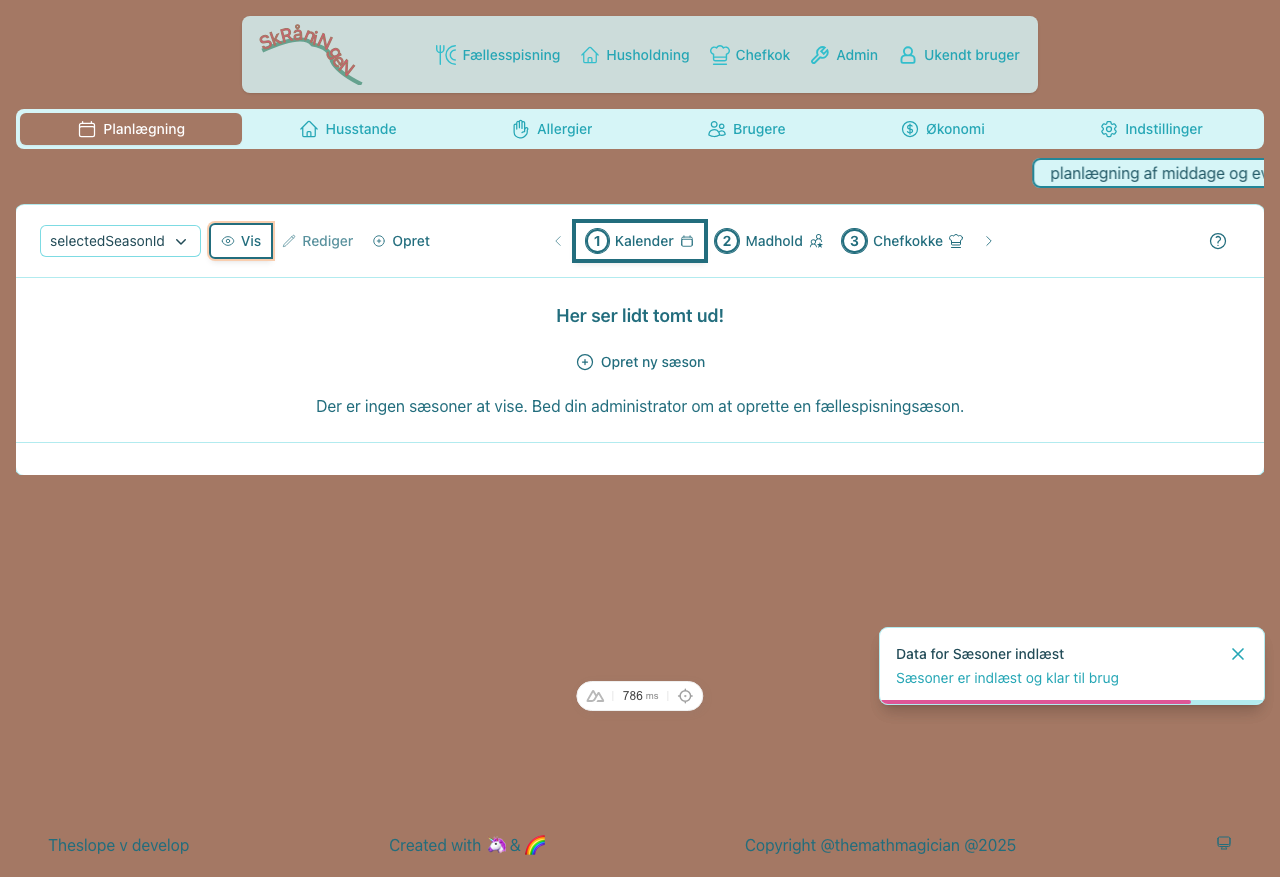 SkRåniNgeN
Fællesspisning Husholdning Chefkok Admin Ukendt bruger
Planlægning Husstande Allergier Brugere Økonomi Indstillinger
planlægning af middage og ev
selectedSeasonId Vis Rediger Opret 1 Kalender 2 Madhold 3 Chefkokke
Her ser lidt tomt ud!
Opret ny sæson
Der er ingen sæsoner at vise. Bed din administrator om at oprette en fællespisningsæson.
Data for Sæsoner indlæst
Sæsoner er indlæst og klar til brug
786 ms
Theslope v develop Created with 🦄 & 🌈 Copyright @themathmagician @2025